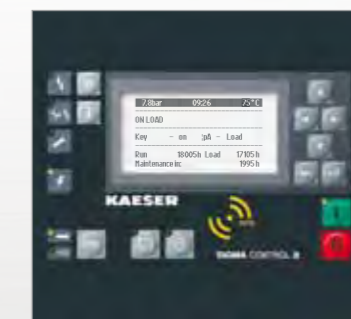 7.8bar 09:26 75°C
ON LOAD
Key - on :pA - Load
Run 18005h Load 17105h
Maintenance in: 1995h
KAESER
SIGMA CONTROL 2
I